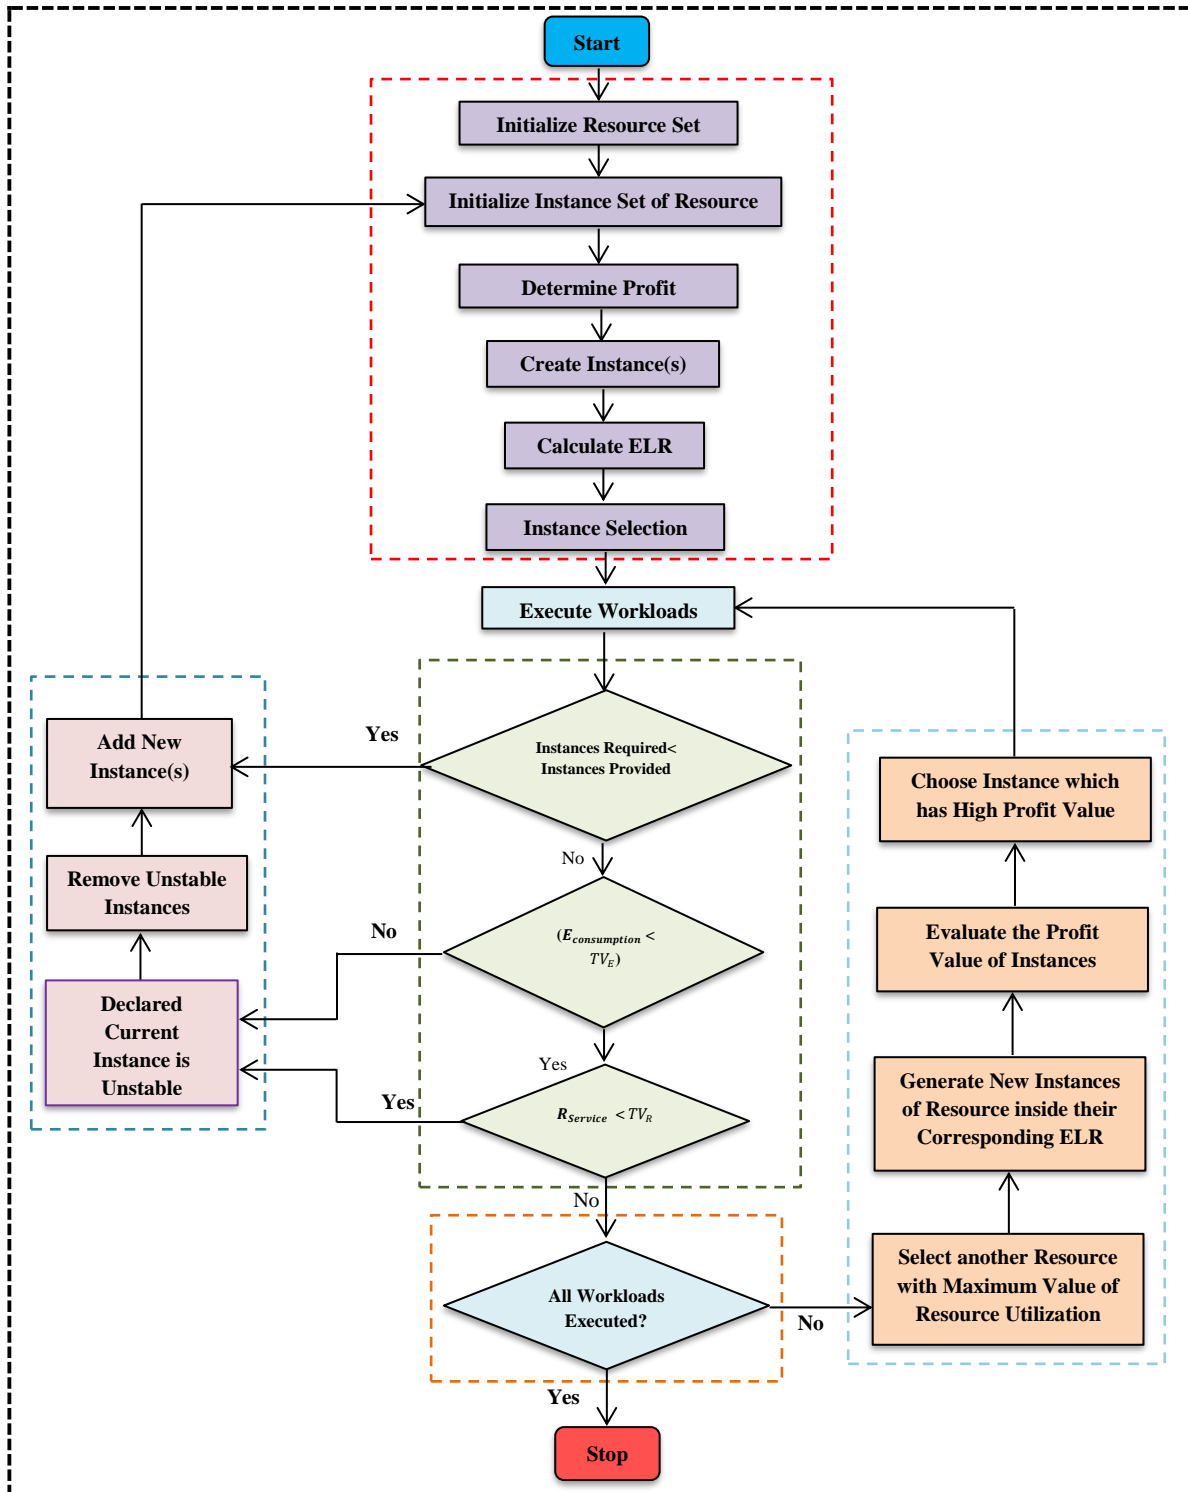 Start
Initialize Resource Set
Initialize Instance Set of Resource
Determine Profit
Create Instance(s)
Calculate ELR
Instance Selection
Execute Workloads
Instances Required<
Instances Provided
Yes
No
Add New
Instance(s)
Remove Unstable
Instances
Declared
Current
Instance is
Unstable
(E_consumption <
TV_E)
No
Yes
R_Service < TV_R
Yes
No
All Workloads
Executed?
No
Yes
Stop
Choose Instance which
has High Profit Value
Evaluate the Profit
Value of Instances
Generate New Instances
of Resource inside their
Corresponding ELR
Select another Resource
with Maximum Value of
Resource Utilization